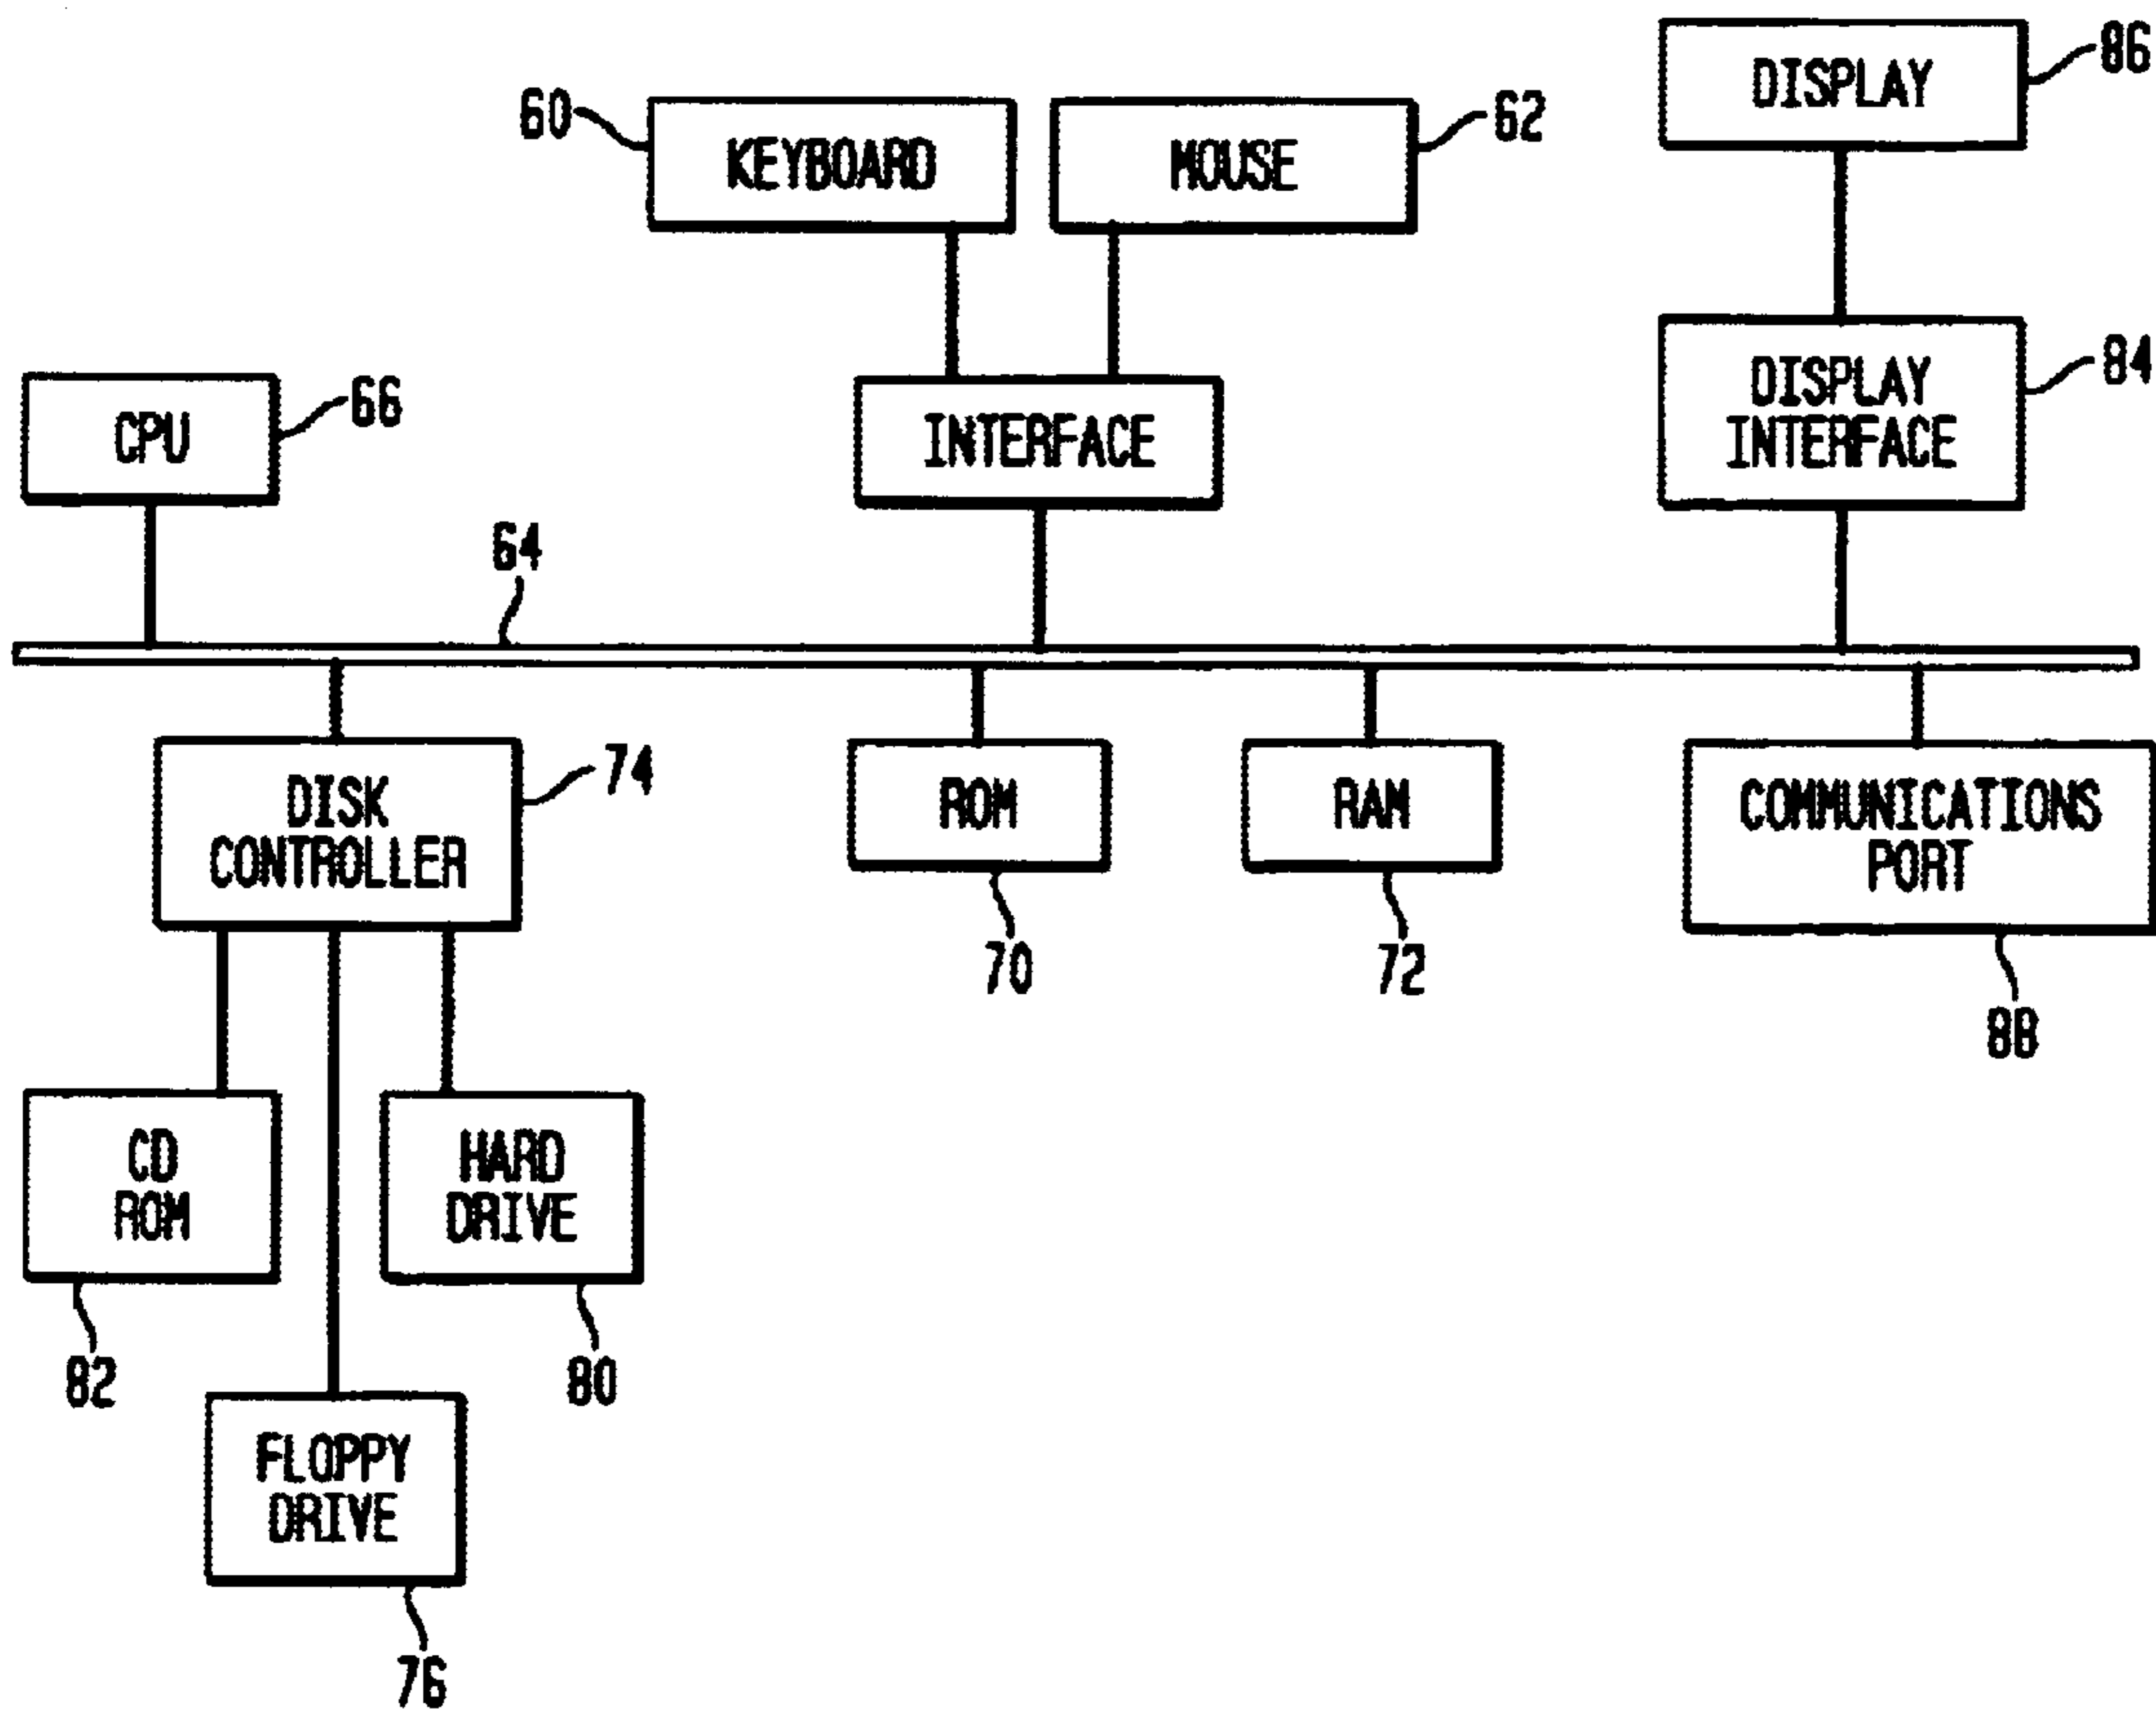 86
DISPLAY
60
KEYBOARD
MOUSE
62
84
DISPLAY
INTERFACE
66
CPU
INTERFACE
64
DISK
CONTROLLER
74
ROM
RAM
COMMUNICATIONS
PORT
70
72
88
CD
ROM
HARD
DRIVE
82
80
FLOPPY
DRIVE
76